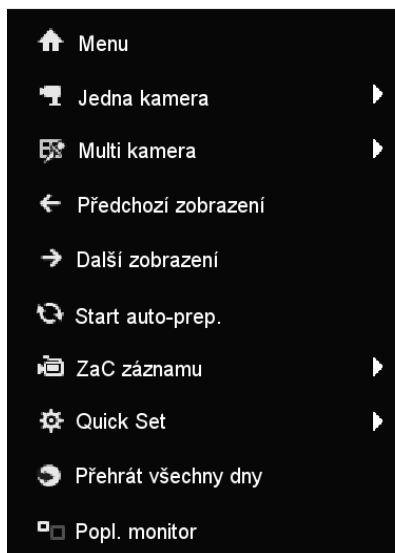 Menu
Jedna kamera
Multi kamera
Předchozí zobrazení
Další zobrazení
Start auto-prep.
ZaC záznamu
Quick Set
Přehrát všechny dny
Popl. monitor